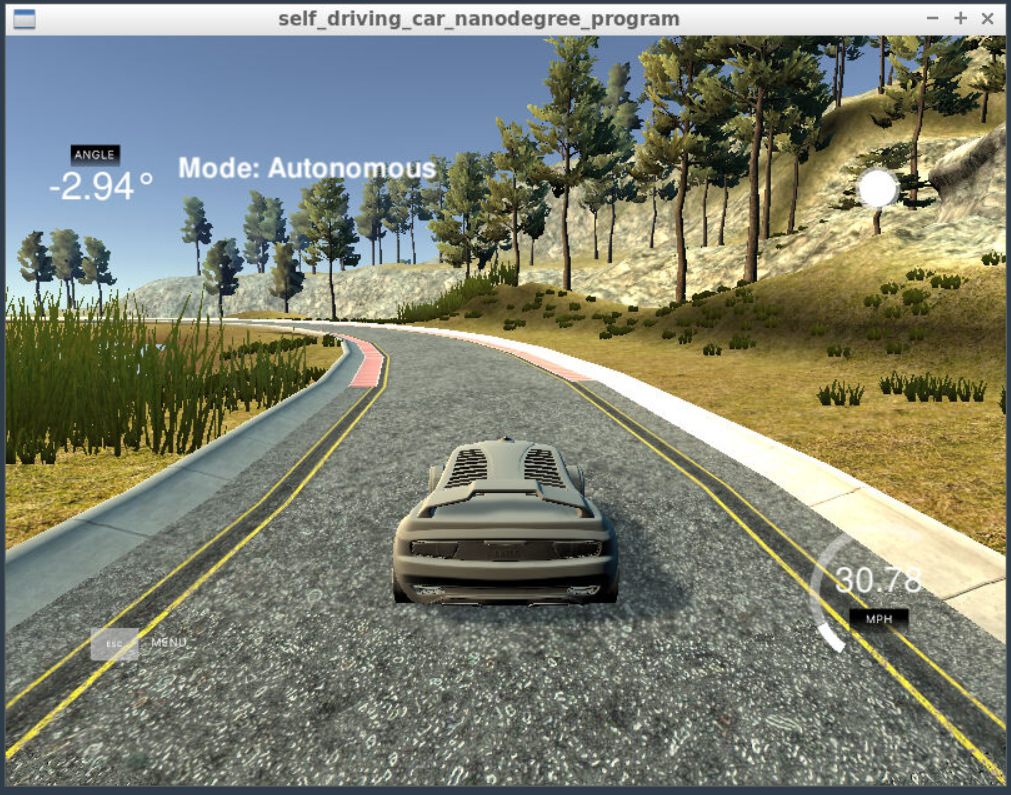 self_driving_car_nanodegree_program
ANGLE
-2.94°
Mode: Autonomous
30.78
MPH
ESC
MENU